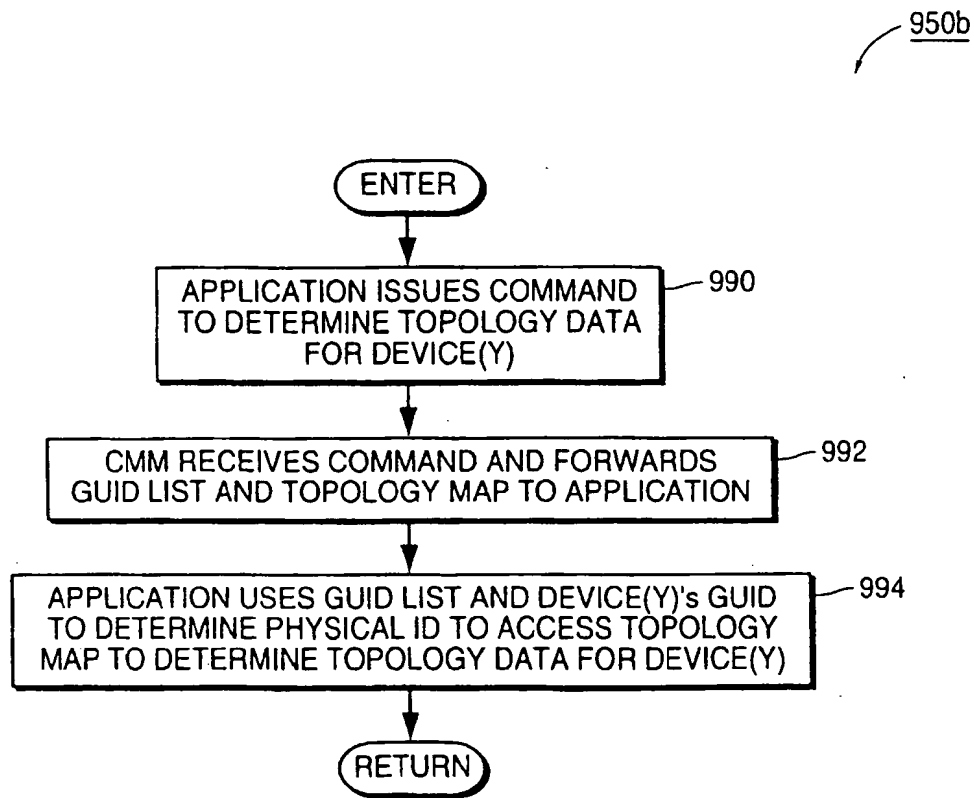 950b
ENTER
APPLICATION ISSUES COMMAND
TO DETERMINE TOPOLOGY DATA
FOR DEVICE(Y)
990
CMM RECEIVES COMMAND AND FORWARDS
GUID LIST AND TOPOLOGY MAP TO APPLICATION
992
APPLICATION USES GUID LIST AND DEVICE(Y)'s GUID
TO DETERMINE PHYSICAL ID TO ACCESS TOPOLOGY
MAP TO DETERMINE TOPOLOGY DATA FOR DEVICE(Y)
994
RETURN